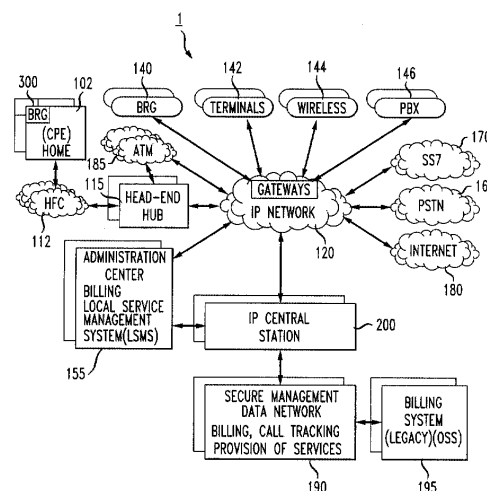 1
300
102
140
142
144
146
BRG
BRG
TERMINALS
WIRELESS
PBX
(CPE)
HOME
170
185
ATM
SS7
115
GATEWAYS
HEAD-END
HUB
IP NETWORK
PSTN
16
HFC
112
120
INTERNET
180
ADMINISTRATION
CENTER
BILLING
LOCAL SERVICE
MANAGEMENT
SYSTEM(LSMS)
155
IP CENTRAL
STATION
200
SECURE MANAGEMENT
DATA NETWORK
BILLING, CALL TRACKING
PROVISION OF SERVICES
190
BILLING
SYSTEM
(LEGACY)(OSS)
195